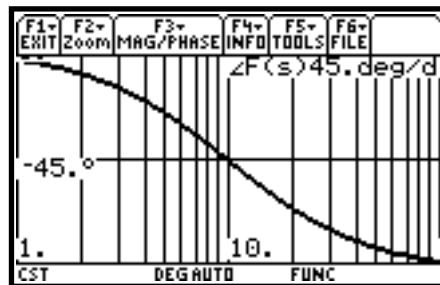 F1▾ F2▾ F3▾ F4▾ F5▾ F6▾
EXIT Zoom MAG/PHASE INFO TOOLS FILE
∠F(s)45.deg/d
-45.°
1. 10.
CST DEG AUTO FUNC